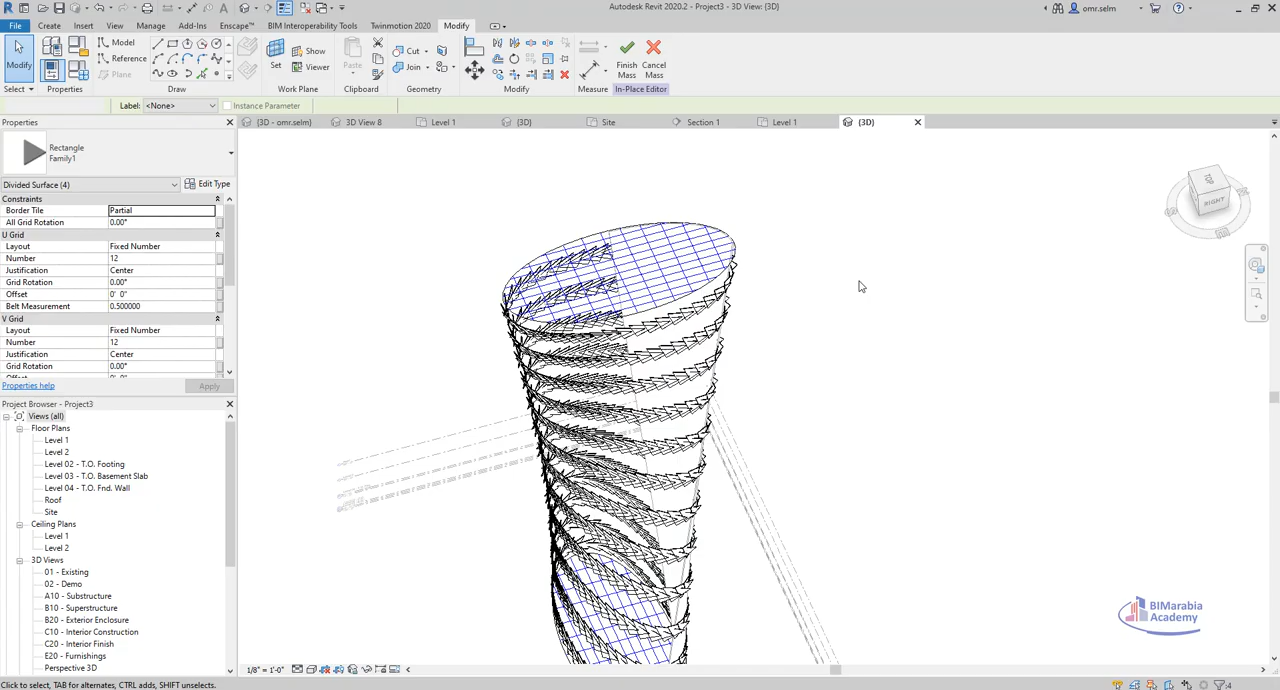 Autodesk Revit 2020.2 - Project3 - 3D View: {3D}
omr.selm
File Create Insert View Manage Add-Ins Enscape™ BIM Interoperability Tools Twinmotion 2020 Modify
Modify
Model
Reference
Plane
Set
Show
Viewer
Paste
Cut
Join
Finish Mass
Cancel Mass
Select Properties Draw Work Plane Clipboard Geometry Modify Measure In-Place Editor
Label: <None> Instance Parameter
Properties
{3D - omr.selm} 3D View 8 Level 1 {3D} Site Section 1 Level 1 {3D}
Rectangle
Family1
Divided Surface (4) Edit Type
Constraints
Border Tile Partial
All Grid Rotation 0.00°
U Grid
Layout Fixed Number
Number 12
Justification Center
Grid Rotation 0.00°
Offset 0' 0"
Belt Measurement 0.500000
V Grid
Layout Fixed Number
Number 12
Justification Center
Grid Rotation 0.00°
Properties help Apply
Project Browser - Project3
Views (all)
Floor Plans
Level 1
Level 2
Level 02 - T.O. Footing
Level 03 - T.O. Basement Slab
Level 04 - T.O. Fnd. Wall
Roof
Site
Ceiling Plans
Level 1
Level 2
3D Views
01 - Existing
02 - Demo
A10 - Substructure
B10 - Superstructure
B20 - Exterior Enclosure
C10 - Interior Construction
C20 - Interior Finish
E20 - Furnishings
Perspective 3D
TOP
RIGHT
BIMarabia
Academy
1/8" = 1'-0"
Click to select, TAB for alternates, CTRL adds, SHIFT unselects.
:4